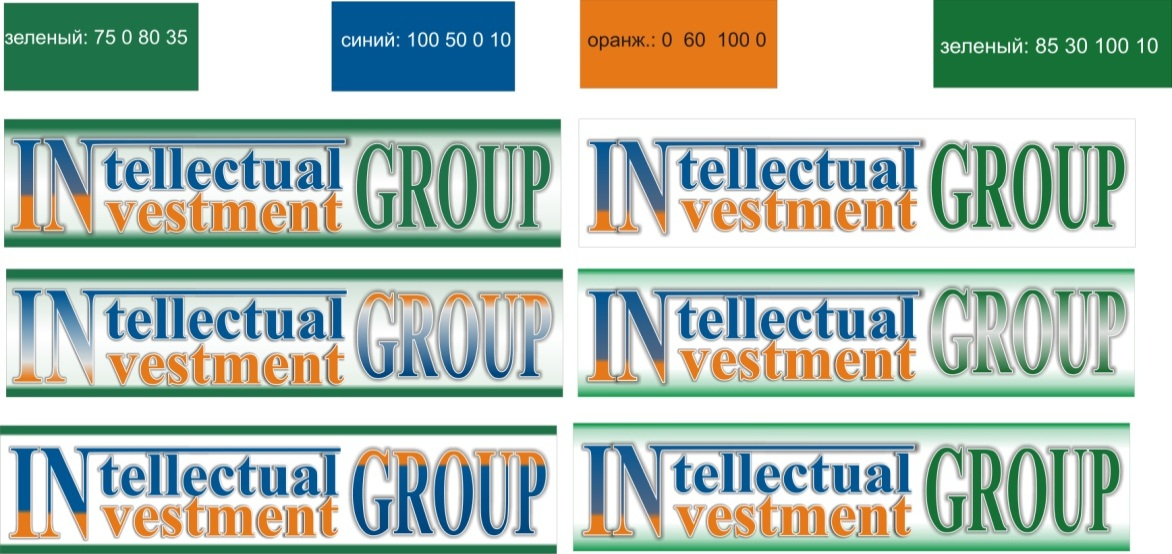 зеленый: 75 0 80 35
синий: 100 50 0 10
оранж.: 0 60 100 0
зеленый: 85 30 100 10
INtellectual
vestment GROUP
INtellectual
vestment GROUP
INtellectual
vestment GROUP
INtellectual
vestment GROUP
INtellectual
vestment GROUP
INtellectual
vestment GROUP